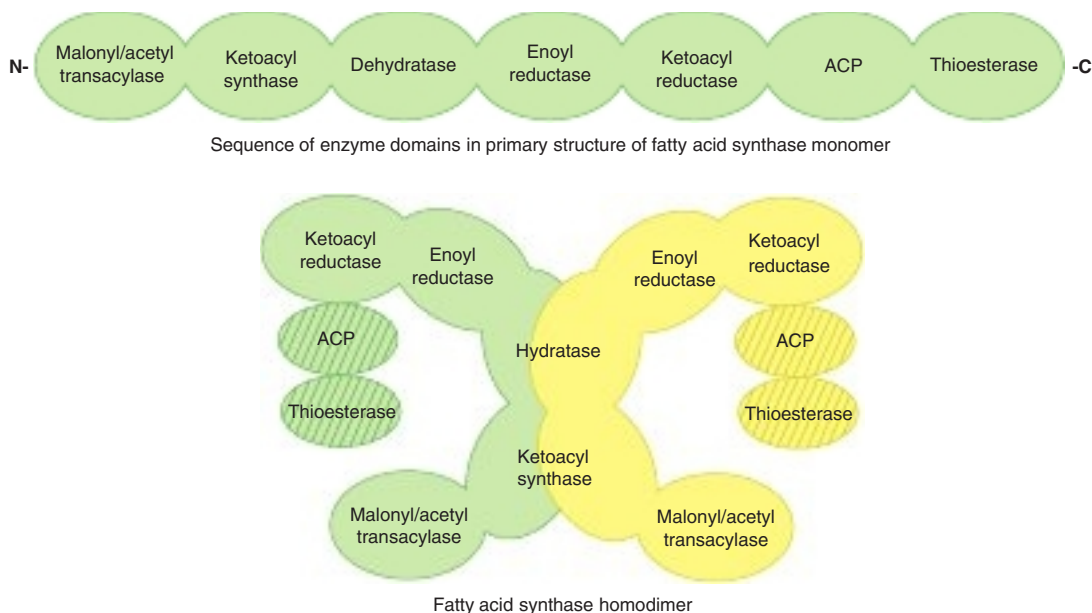 N-
Malonyl/acetyl
transacylase
Ketoacyl
synthase
Dehydratase
Enoyl
reductase
Ketoacyl
reductase
ACP
Thioesterase
-C
Sequence of enzyme domains in primary structure of fatty acid synthase monomer
Ketoacyl
reductase
Enoyl
reductase
Enoyl
reductase
Ketoacyl
reductase
ACP
Hydratase
ACP
Thioesterase
Thioesterase
Ketoacyl
synthase
Malonyl/acetyl
transacylase
Malonyl/acetyl
transacylase
Fatty acid synthase homodimer